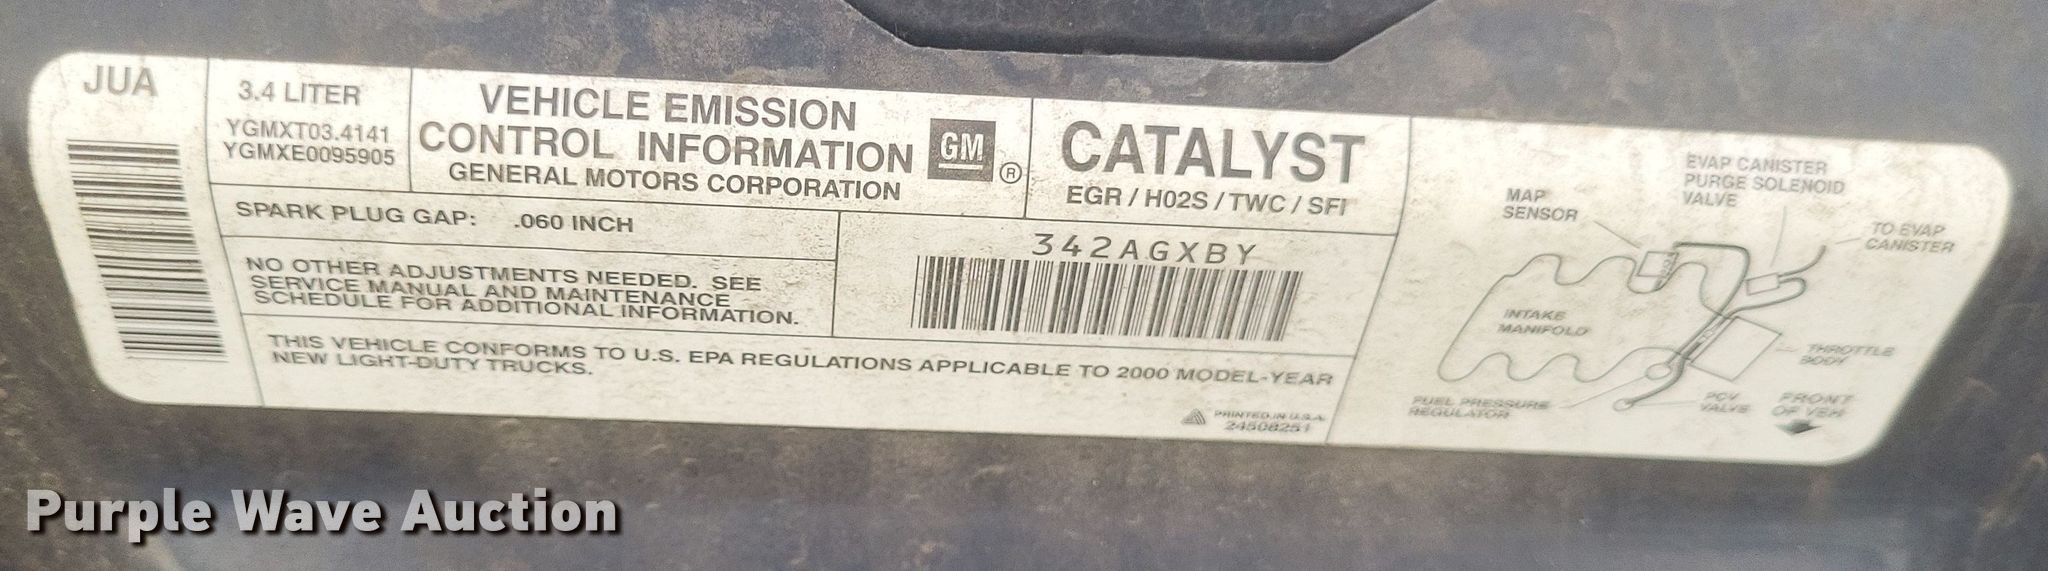 JUA
3.4 LITER
YGMXT03.4141
YGMXE0095905
VEHICLE EMISSION
CONTROL INFORMATION
GENERAL MOTORS CORPORATION
GM
®
CATALYST
EGR / H02S / TWC / SFI
SPARK PLUG GAP: .060 INCH
NO OTHER ADJUSTMENTS NEEDED. SEE
SERVICE MANUAL AND MAINTENANCE
SCHEDULE FOR ADDITIONAL INFORMATION.
342AGXBY
THIS VEHICLE CONFORMS TO U.S. EPA REGULATIONS APPLICABLE TO 2000 MODEL-YEAR
NEW LIGHT-DUTY TRUCKS.
PRINTED IN U.S.A.
24508251
EVAP CANISTER
PURGE SOLENOID
VALVE
MAP
SENSOR
TO EVAP
CANISTER
INTAKE
MANIFOLD
THROTTLE
BODY
FUEL PRESSURE
REGULATOR
PCV
VALVE
FRONT
OF VEH
Purple Wave Auction